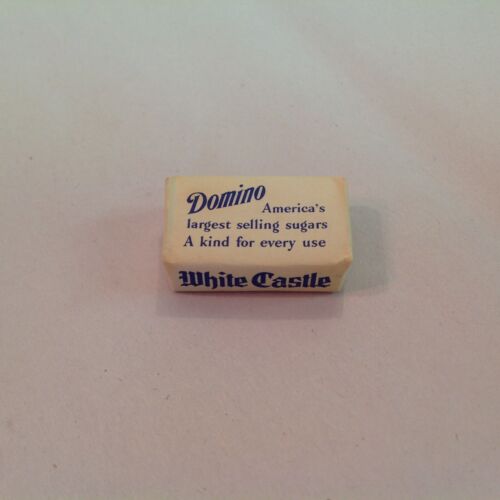 Domino America's
largest selling sugars
A kind for every use
White Castle